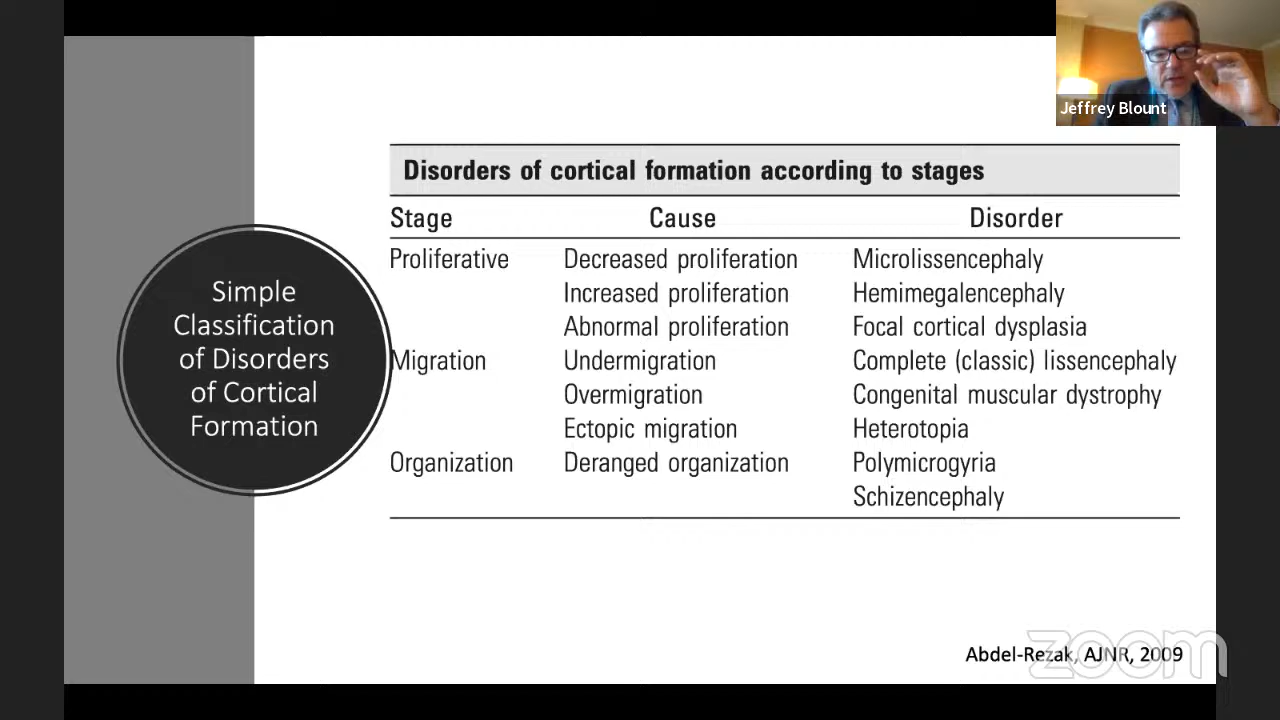 Jeffrey Blount
Simple
Classification
of Disorders
of Cortical
Formation
Disorders of cortical formation according to stages
Stage Cause Disorder
Proliferative Decreased proliferation Microlissencephaly
Increased proliferation Hemimegalencephaly
Abnormal proliferation Focal cortical dysplasia
Migration Undermigration Complete (classic) lissencephaly
Overmigration Congenital muscular dystrophy
Ectopic migration Heterotopia
Organization Deranged organization Polymicrogyria
Schizencephaly
Abdel-Rezak, AJNR, 2009
zoom